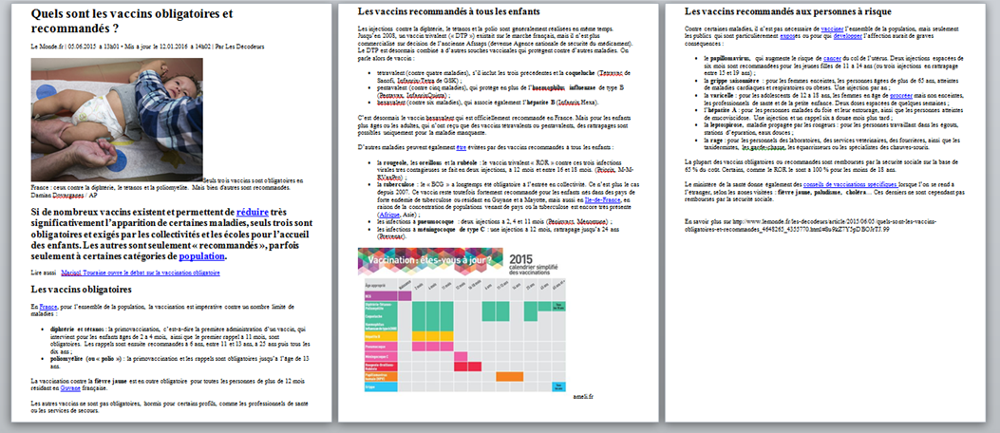 Quels sont les vaccins obligatoires et
recommandés ?
Le Monde.fr | 05.06.2015 à 13h01 • Mis à jour le 12.01.2016 à 14h02 | Par Les Décodeurs
Seuls trois vaccins sont obligatoires en
France : ceux contre la diphtérie, le tétanos et la poliomyélite. Mais bien d'autres sont recommandés.
Damian Dovarganes / AP
Si de nombreux vaccins existent et permettent de réduire très
significativement l'apparition de certaines maladies, seuls trois sont
obligatoires et exigés par les collectivités et les écoles pour l'accueil
des enfants. Les autres sont seulement « recommandés », parfois
seulement à certaines catégories de population.
Lire aussi Marisol Touraine ouvre le débat sur la vaccination obligatoire
Les vaccins obligatoires
En France, pour l'ensemble de la population, la vaccination est impérative contre un nombre limité de
maladies :
• diphtérie et tétanos : la primovaccination, c'est-à-dire la première administration d'un vaccin, qui
intervient pour les enfants âgés de 2 à 4 mois, ainsi que le premier rappel à 11 mois, sont
obligatoires. Les rappels sont ensuite recommandés à 6 ans, entre 11 et 13 ans, à 25 ans puis tous les
dix ans ;
• poliomyélite (ou « polio ») : la primovaccination et les rappels sont obligatoires jusqu'à l'âge de 13
ans.
La vaccination contre la fièvre jaune est en outre obligatoire pour toutes les personnes de plus de 12 mois
résidant en Guyane française.
Les autres vaccins ne sont pas obligatoires, hormis pour certains profils, comme les professionnels de santé
ou les services de secours.
Les vaccins recommandés à tous les enfants
Les injections contre la diphtérie, le tétanos et la polio sont généralement réalisées en même temps.
Jusqu'en 2008, un vaccin trivalent (« DTP ») existait sur le marché français, mais il n'est plus
commercialisé sur décision de l'ancienne Afssaps (devenue Agence nationale de sécurité du médicament).
Le DTP est désormais combiné à d'autres souches vaccinales qui protègent contre d'autres maladies. On
parle alors de vaccin :
• tétravalent (contre quatre maladies), s'il inclut les trois précédentes et la coqueluche (Tétravac de
Sanofi, Infanrix-Tetra de GSK) ;
• pentavalent (contre cinq maladies), qui protège en plus de l'haemophilus influenzae de type B
(Pentavax, InfanrixQuinta) ;
• hexavalent (contre six maladies), qui associe également l'hépatite B (Infanrix Hexa).
C'est désormais le vaccin hexavalent qui est officiellement recommandé en France. Mais pour les enfants
plus âgés ou les adultes, qui n'ont reçu que des vaccins tétravalents ou pentavalents, des rattrapages sont
possibles uniquement pour la maladie manquante.
D'autres maladies peuvent également être évitées par des vaccins recommandés à tous les enfants :
• la rougeole, les oreillons et la rubéole : le vaccin trivalent « ROR » contre ces trois infections
virales très contagieuses se fait en deux injections, à 12 mois et entre 16 et 18 mois. (Priorix, M-M-
RVaxPro) ;
• la tuberculose : le « BCG » a longtemps été obligatoire à l'entrée en collectivité. Ce n'est plus le cas
depuis 2007. Ce vaccin reste toutefois fortement recommandé pour les enfants nés dans des pays de
forte endémie de tuberculose ou résidant en Guyane et à Mayotte, mais aussi en Ile-de-France, en
raison de la concentration de populations venant de pays où la tuberculose est encore très présente
(Afrique, Asie) ;
• les infections à pneumocoque : deux injections à 2, 4 et 11 mois
• les infections à méningocoque de type C : une injection à 12 mois, rattrapage jusqu'à 24 ans
(Prevenar).
Vaccination : êtes-vous à jour?
2015
calendrier simplifié
des vaccinations
BCG
ameli.fr
Les vaccins recommandés aux personnes à risque
Contre certaines maladies, il n'est pas nécessaire de vacciner l'ensemble de la population, mais seulement
les publics qui sont particulièrement exposés ou pour qui développer l'affection aurait de graves
conséquences :
• le papillomavirus, qui augmente le risque de cancer du col de l'utérus. Deux injections espacées de
six mois sont recommandées pour les jeunes filles de 11 à 14 ans (ou trois injections en rattrapage
entre 15 et 19 ans) ;
• la grippe saisonnière : pour les femmes enceintes, les personnes âgées de plus de 65 ans, atteintes
de maladies cardiaques et respiratoires ou obèses. Une injection par an ;
• la varicelle : pour les adolescents de 12 à 18 ans, les femmes en âge de procréer mais non enceintes,
les professionnels de santé et de la petite enfance. Deux doses espacées de quelques semaines ;
• l'hépatite A : pour les personnes malades du foie et leur entourage, ainsi que les personnes atteintes
de mucoviscidose. Une injection et un rappel six à douze mois plus tard ;
• la leptospirose, maladie propagée par les rongeurs : pour les personnes travaillant dans les égouts,
stations d'épuration, eaux douces ;
• la rage : pour les personnels des laboratoires, des services vétérinaires, des fourrières, ainsi que les
taxidermistes, les garde-chasse, les équarrisseurs ou les spécialistes des chauves-souris.
La plupart des vaccins obligatoires ou recommandés sont remboursés par la sécurité sociale sur la base de
65 % du coût. Certains, comme le ROR, le sont à 100 % pour les moins de 18 ans.
Le ministère de la santé donne également des conseils de vaccinations spécifiques lorsque l'on se rend à
l'étranger, selon les zones visitées : fièvre jaune, paludisme, choléra... Ces derniers ne sont cependant pas
remboursés par la sécurité sociale.
En savoir plus sur http://www.lemonde.fr/les-decodeurs/article/2015/06/05/quels-sont-les-vaccins-